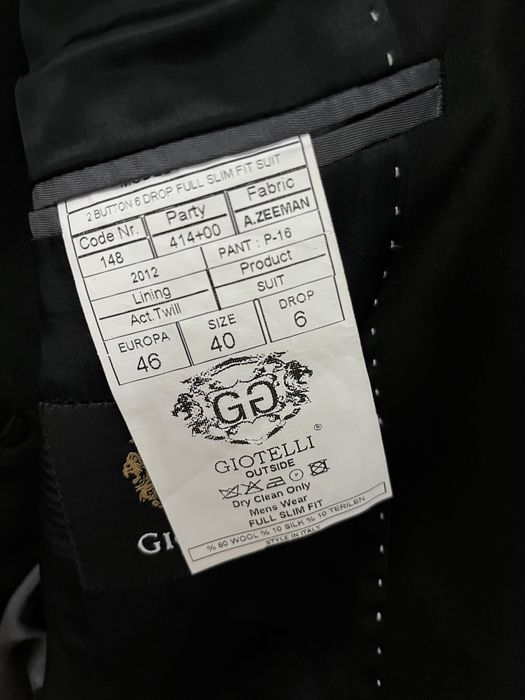 2 BUTTON 6 DROP FULL SLIM FIT SUIT
Code Nr. Party Fabric
148 414+00 A.ZEEMAN
2012 PANT : P-16
Lining Product
Act.Twill SUIT
EUROPA SIZE DROP
46 40 6
GG
GIOTELLI ®
OUTSIDE
Dry Clean Only
Mens Wear
FULL SLIM FIT
% 80 WOOL % 10 SILK % 10 TERILEN
STYLE IN ITALY